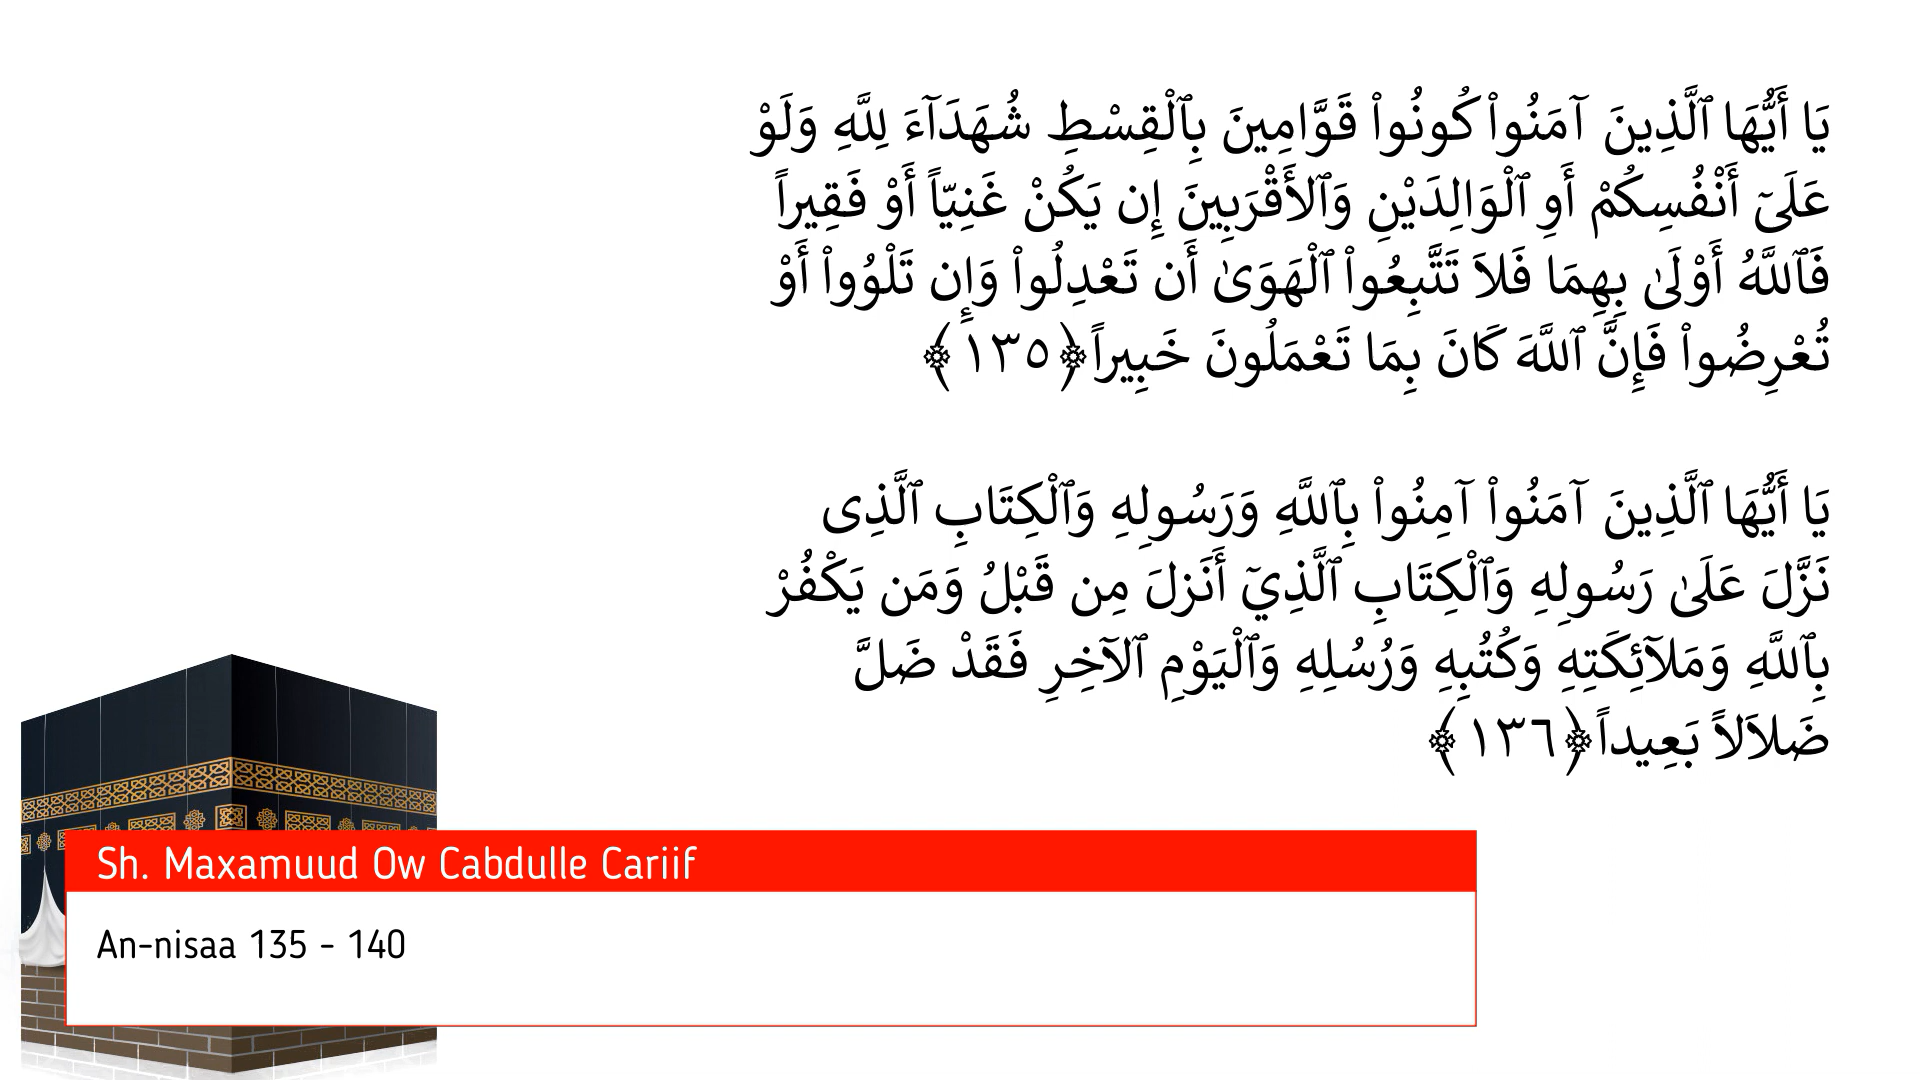 يَا أَيُّهَا ٱلَّذِينَ آمَنُواْ كُونُواْ قَوَّامِينَ بِٱلْقِسْطِ شُهَدَآءَ لِلَّهِ وَلَوْ
عَلَىۤ أَنْفُسِكُمْ أَوِ ٱلْوَالِدَيْنِ وَٱلأَقْرَبِينَ إِن يَكُنْ غَنِيّاً أَوْ فَقِيراً
فَٱللَّهُ أَوْلَىٰ بِهِمَا فَلاَ تَتَّبِعُواْ ٱلْهَوَىٰ أَن تَعْدِلُواْ وَإِن تَلْوُواْ أَوْ
تُعْرِضُواْ فَإِنَّ ٱللَّهَ كَانَ بِمَا تَعْمَلُونَ خَبِيراً ﴿١٣٥﴾
يَا أَيُّهَا ٱلَّذِينَ آمَنُواْ آمِنُواْ بِٱللَّهِ وَرَسُولِهِ وَٱلْكِتَابِ ٱلَّذِى
نَزَّلَ عَلَىٰ رَسُولِهِ وَٱلْكِتَابِ ٱلَّذِيۤ أَنَزلَ مِن قَبْلُ وَمَن يَكْفُرْ
بِٱللَّهِ وَمَلاۤئِكَتِهِ وَكُتُبِهِ وَرُسُلِهِ وَٱلْيَوْمِ ٱلآخِرِ فَقَدْ ضَلَّ
ضَلاَلاً بَعِيداً ﴿١٣٦﴾
Sh. Maxamuud Ow Cabdulle Cariif
An-nisaa 135 - 140